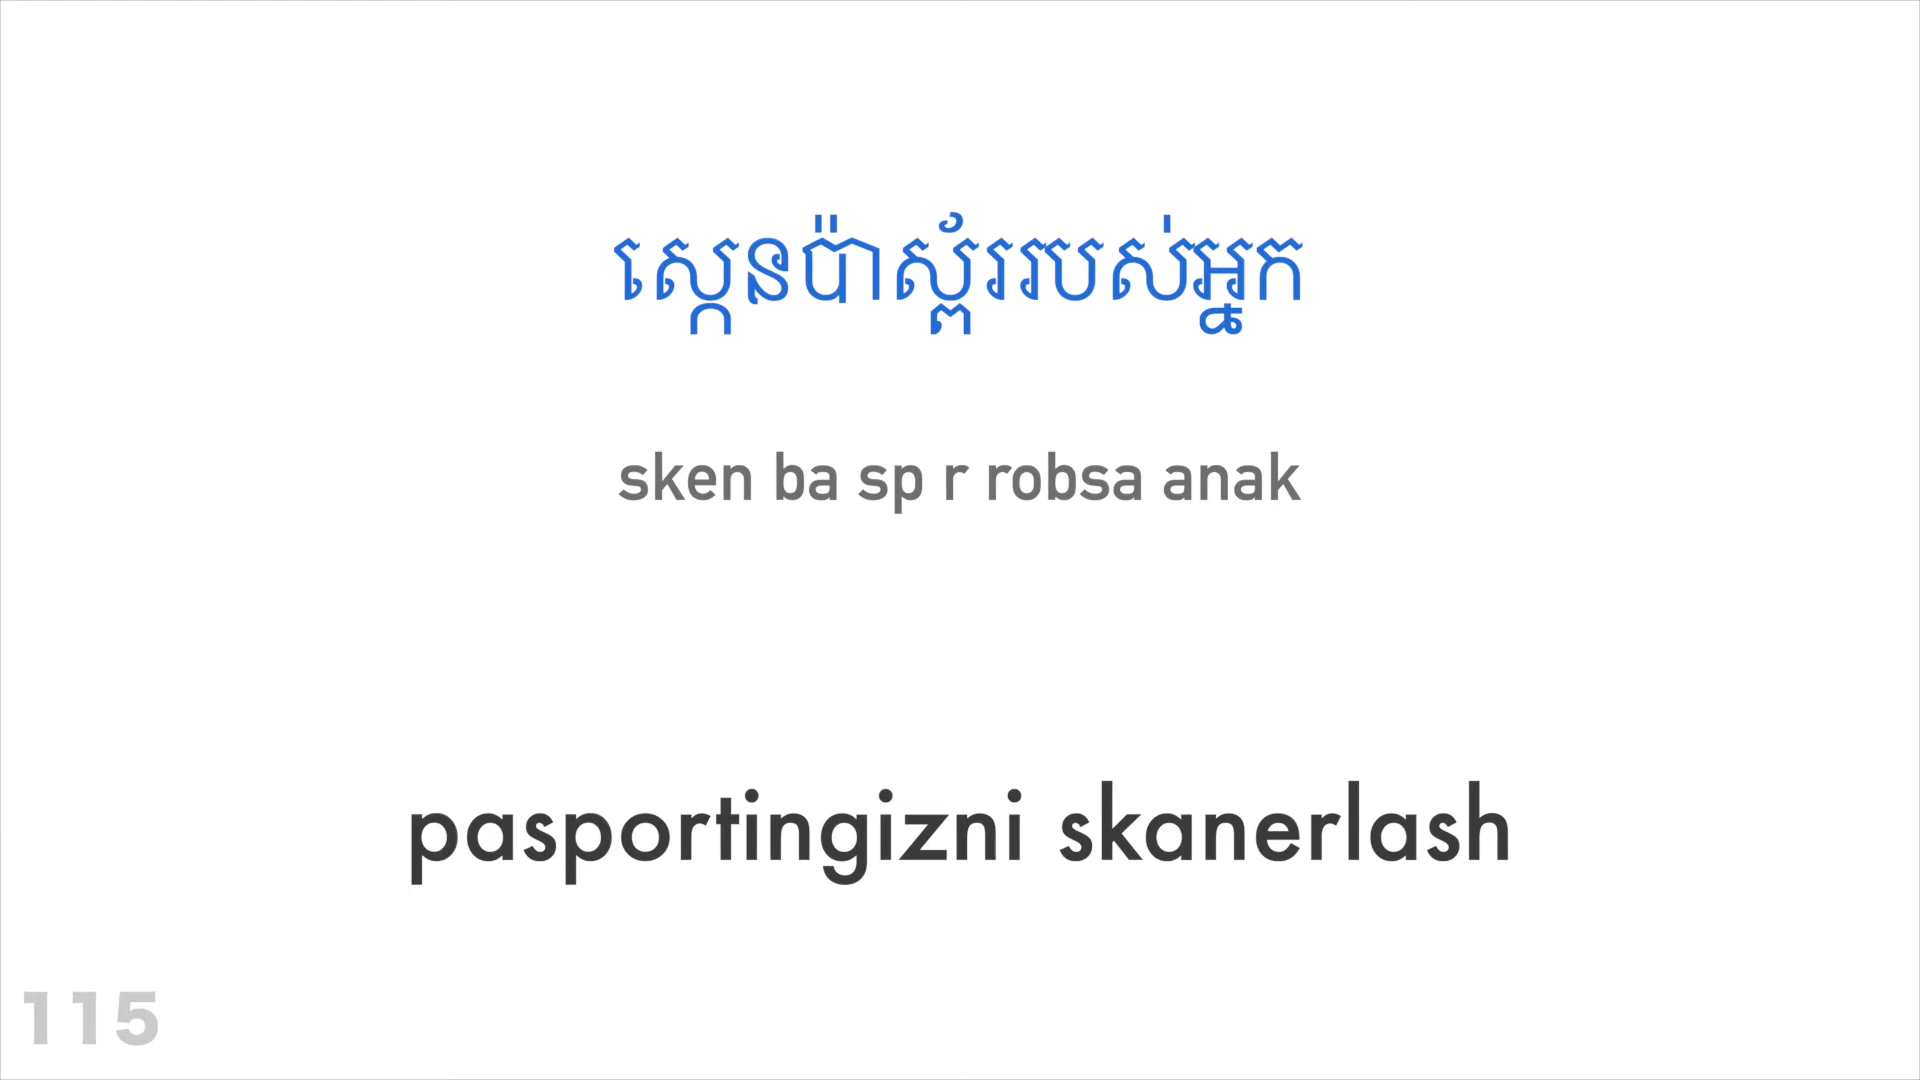 ស្កេនប៉ាស្ព័ររបស់អ្នក
sken ba sp r robsa anak
pasportingizni skanerlash
115